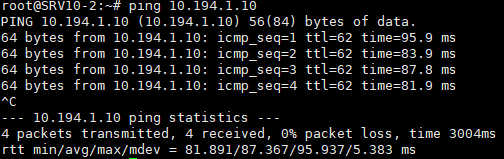 root@SRV10-2:~# ping 10.194.1.10
PING 10.194.1.10 (10.194.1.10) 56(84) bytes of data.
64 bytes from 10.194.1.10: icmp_seq=1 ttl=62 time=95.9 ms
64 bytes from 10.194.1.10: icmp_seq=2 ttl=62 time=83.9 ms
64 bytes from 10.194.1.10: icmp_seq=3 ttl=62 time=87.8 ms
64 bytes from 10.194.1.10: icmp_seq=4 ttl=62 time=81.9 ms
^C
--- 10.194.1.10 ping statistics ---
4 packets transmitted, 4 received, 0% packet loss, time 3004ms
rtt min/avg/max/mdev = 81.891/87.367/95.937/5.383 ms